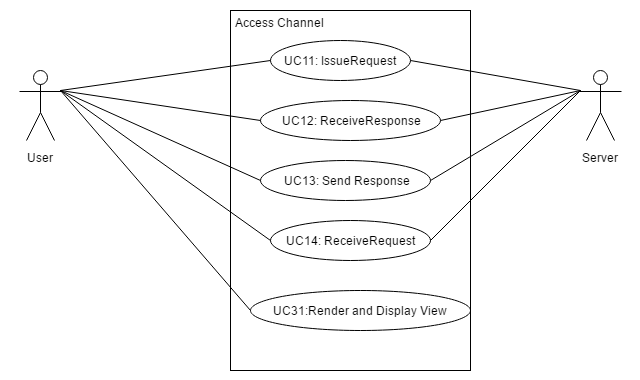 Access Channel
UC11: IssueRequest
UC12: ReceiveResponse
User
Server
UC13: Send Response
UC14: ReceiveRequest
UC31:Render and Display View